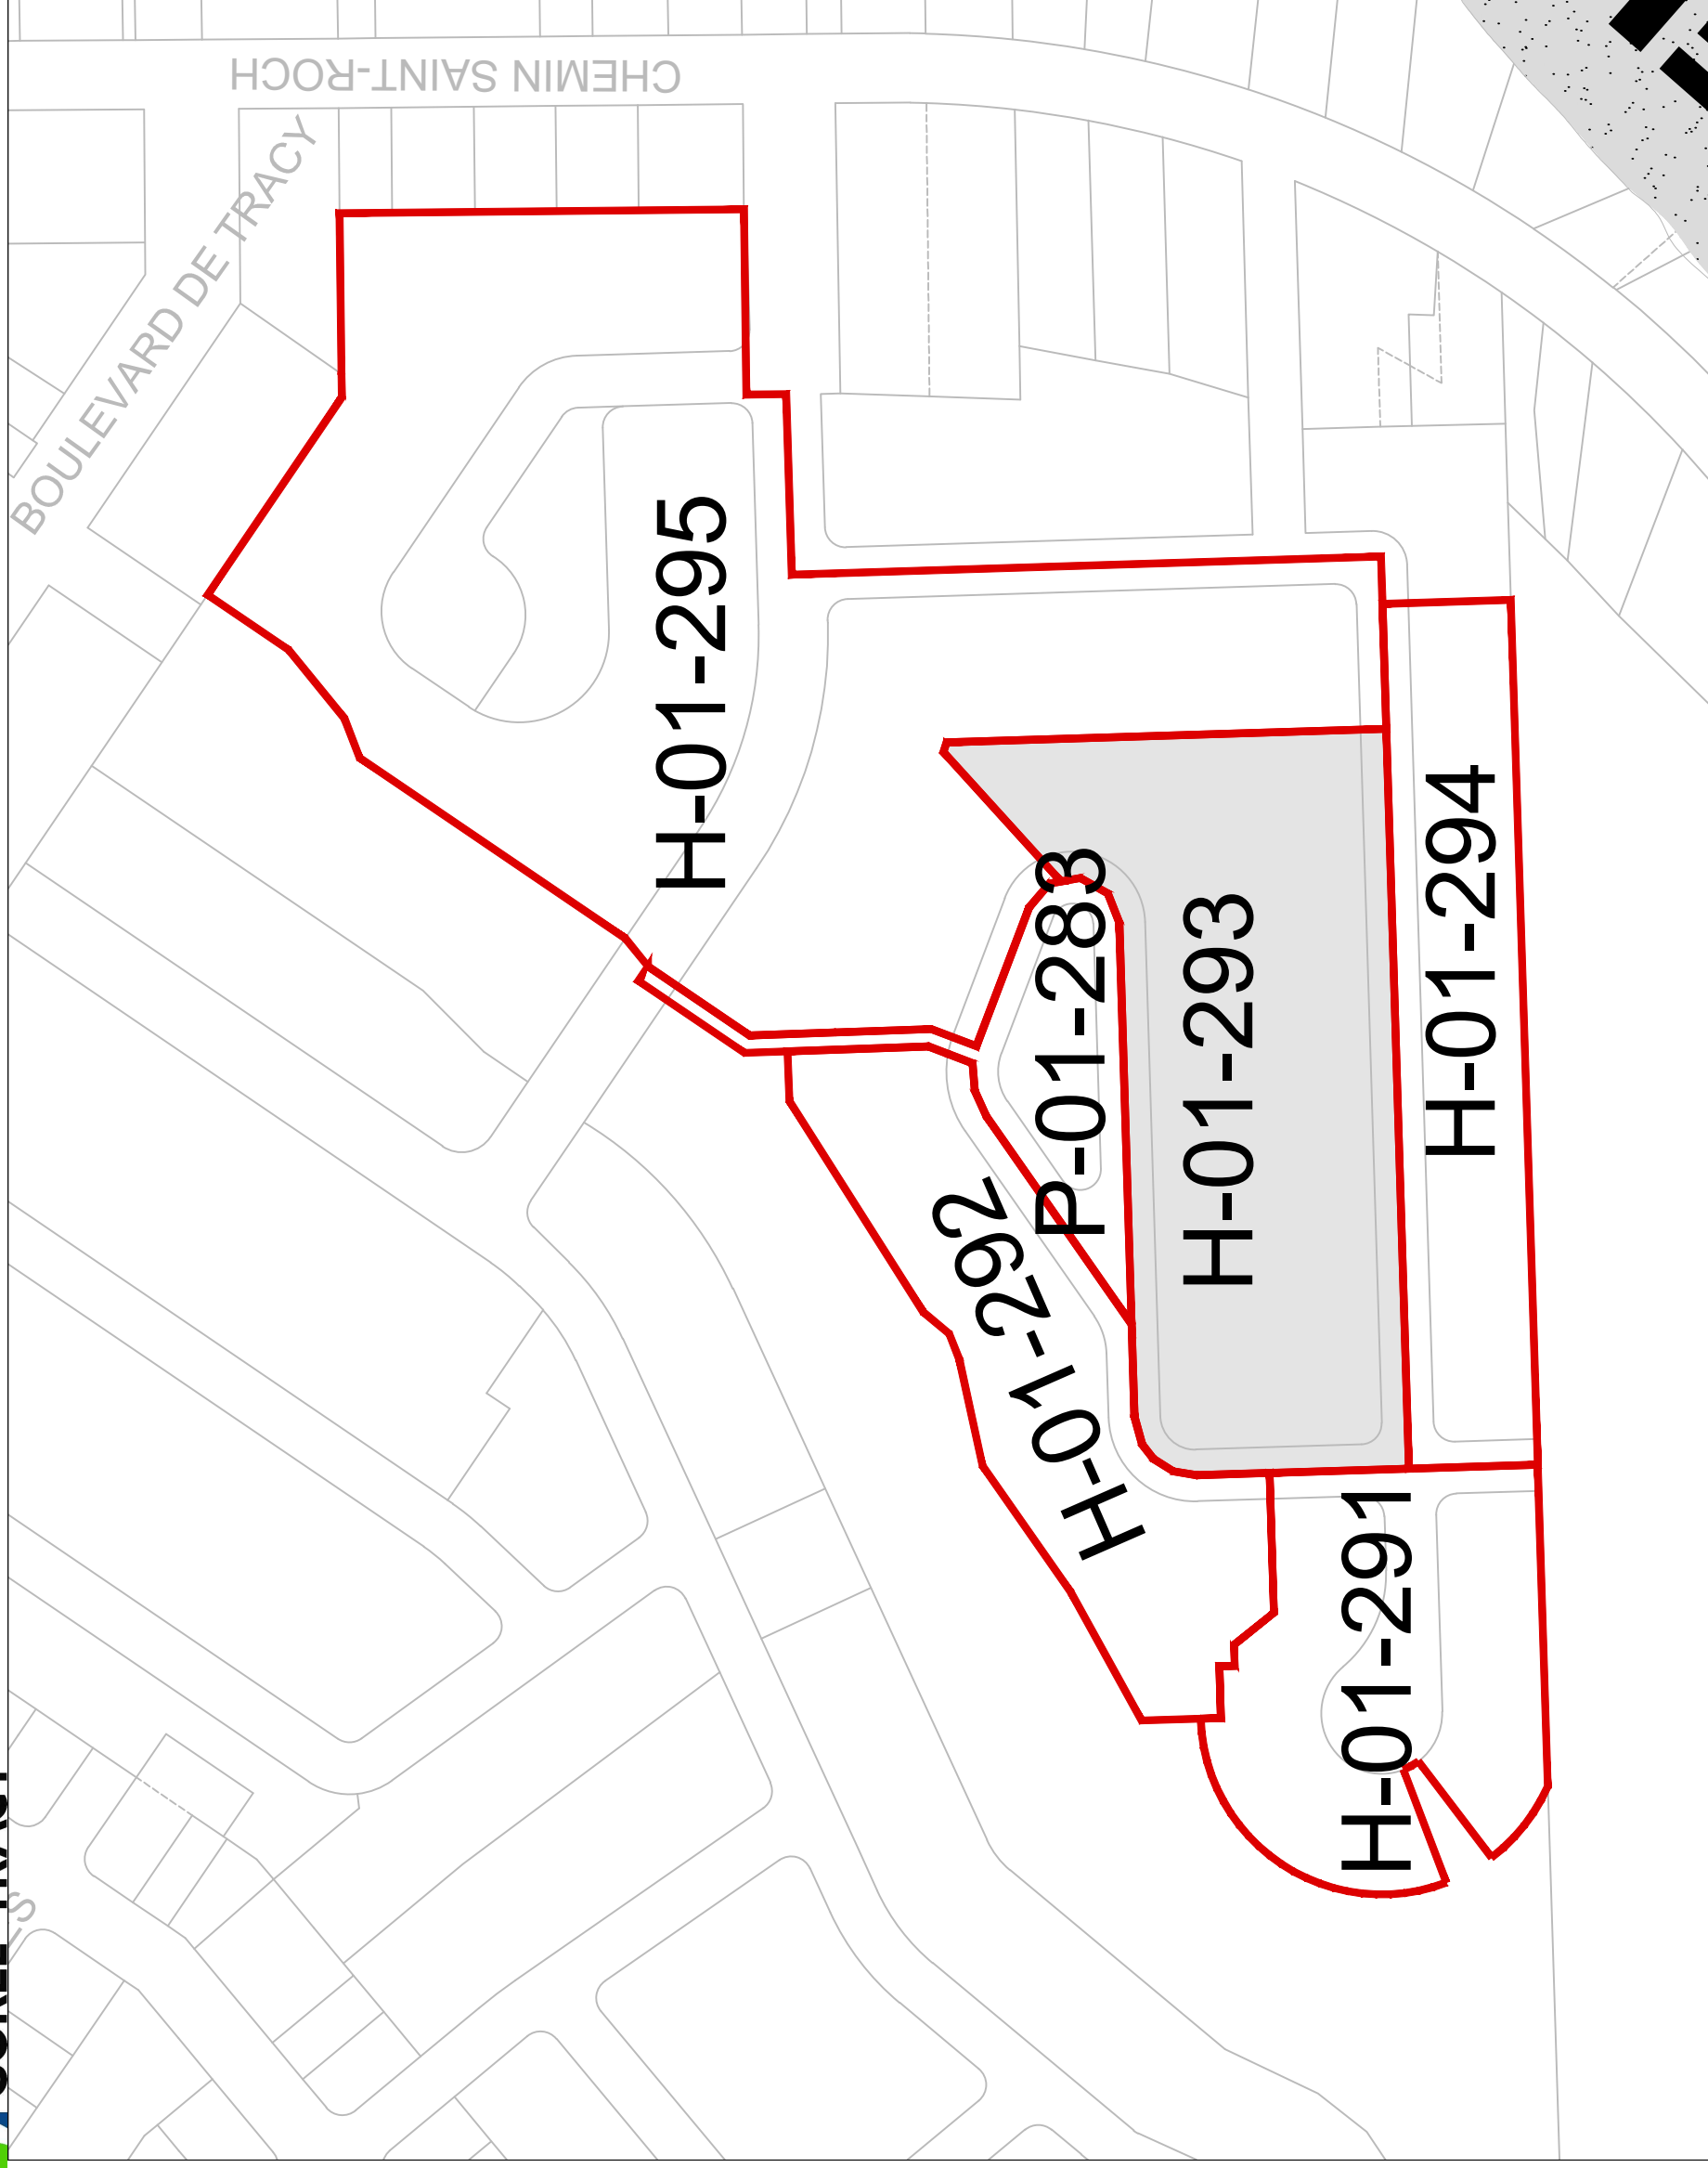 CHEMIN SAINT-ROCH
BOULEVARD DE TRACY
H-01-295
P-01-283
H-01-293
H-01-294
H-01-292
H-01-291